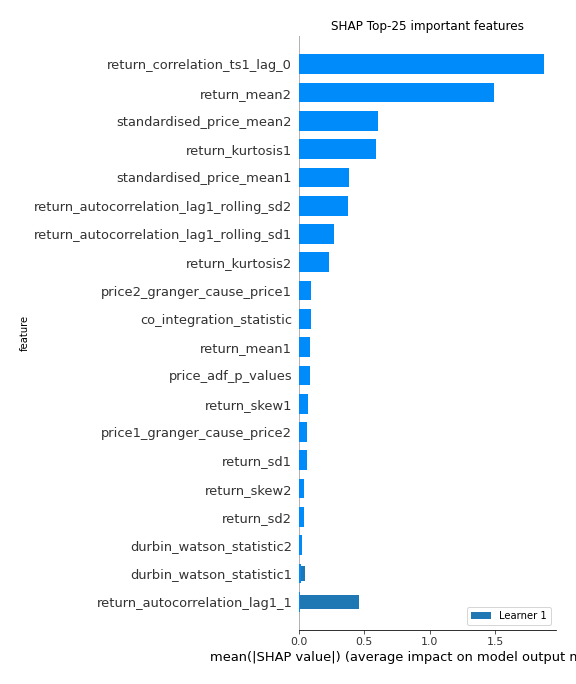 SHAP Top-25 important features
return_correlation_ts1_lag_0
return_mean2
standardised_price_mean2
return_kurtosis1
standardised_price_mean1
return_autocorrelation_lag1_rolling_sd2
return_autocorrelation_lag1_rolling_sd1
return_kurtosis2
price2_granger_cause_price1
co_integration_statistic
return_mean1
price_adf_p_values
return_skew1
price1_granger_cause_price2
return_sd1
return_skew2
return_sd2
durbin_watson_statistic2
durbin_watson_statistic1
return_autocorrelation_lag1_1
feature
Learner 1
0.0 0.5 1.0 1.5
mean(|SHAP value|) (average impact on model output